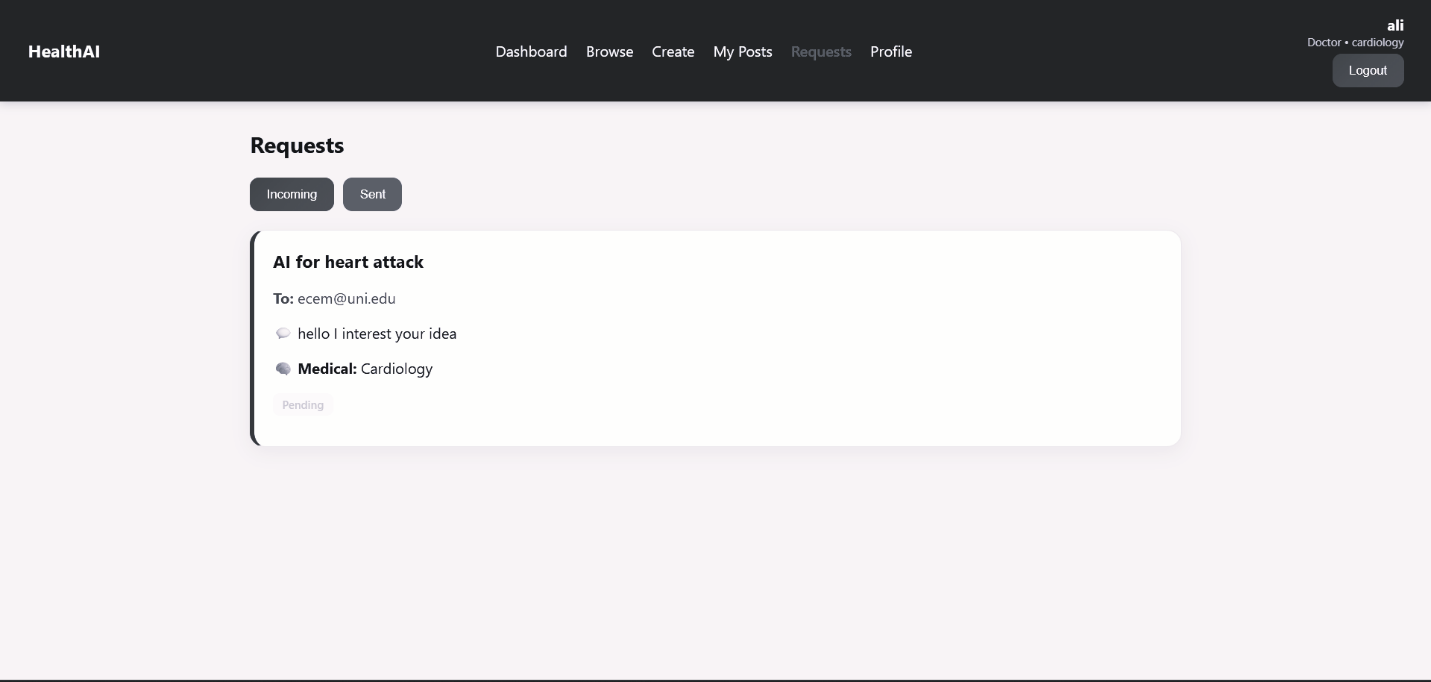 HealthAI
Dashboard Browse Create My Posts Requests Profile
ali
Doctor • cardiology
Logout
Requests
Incoming Sent
AI for heart attack
To: ecem@uni.edu
hello I interest your idea
Medical: Cardiology
Pending